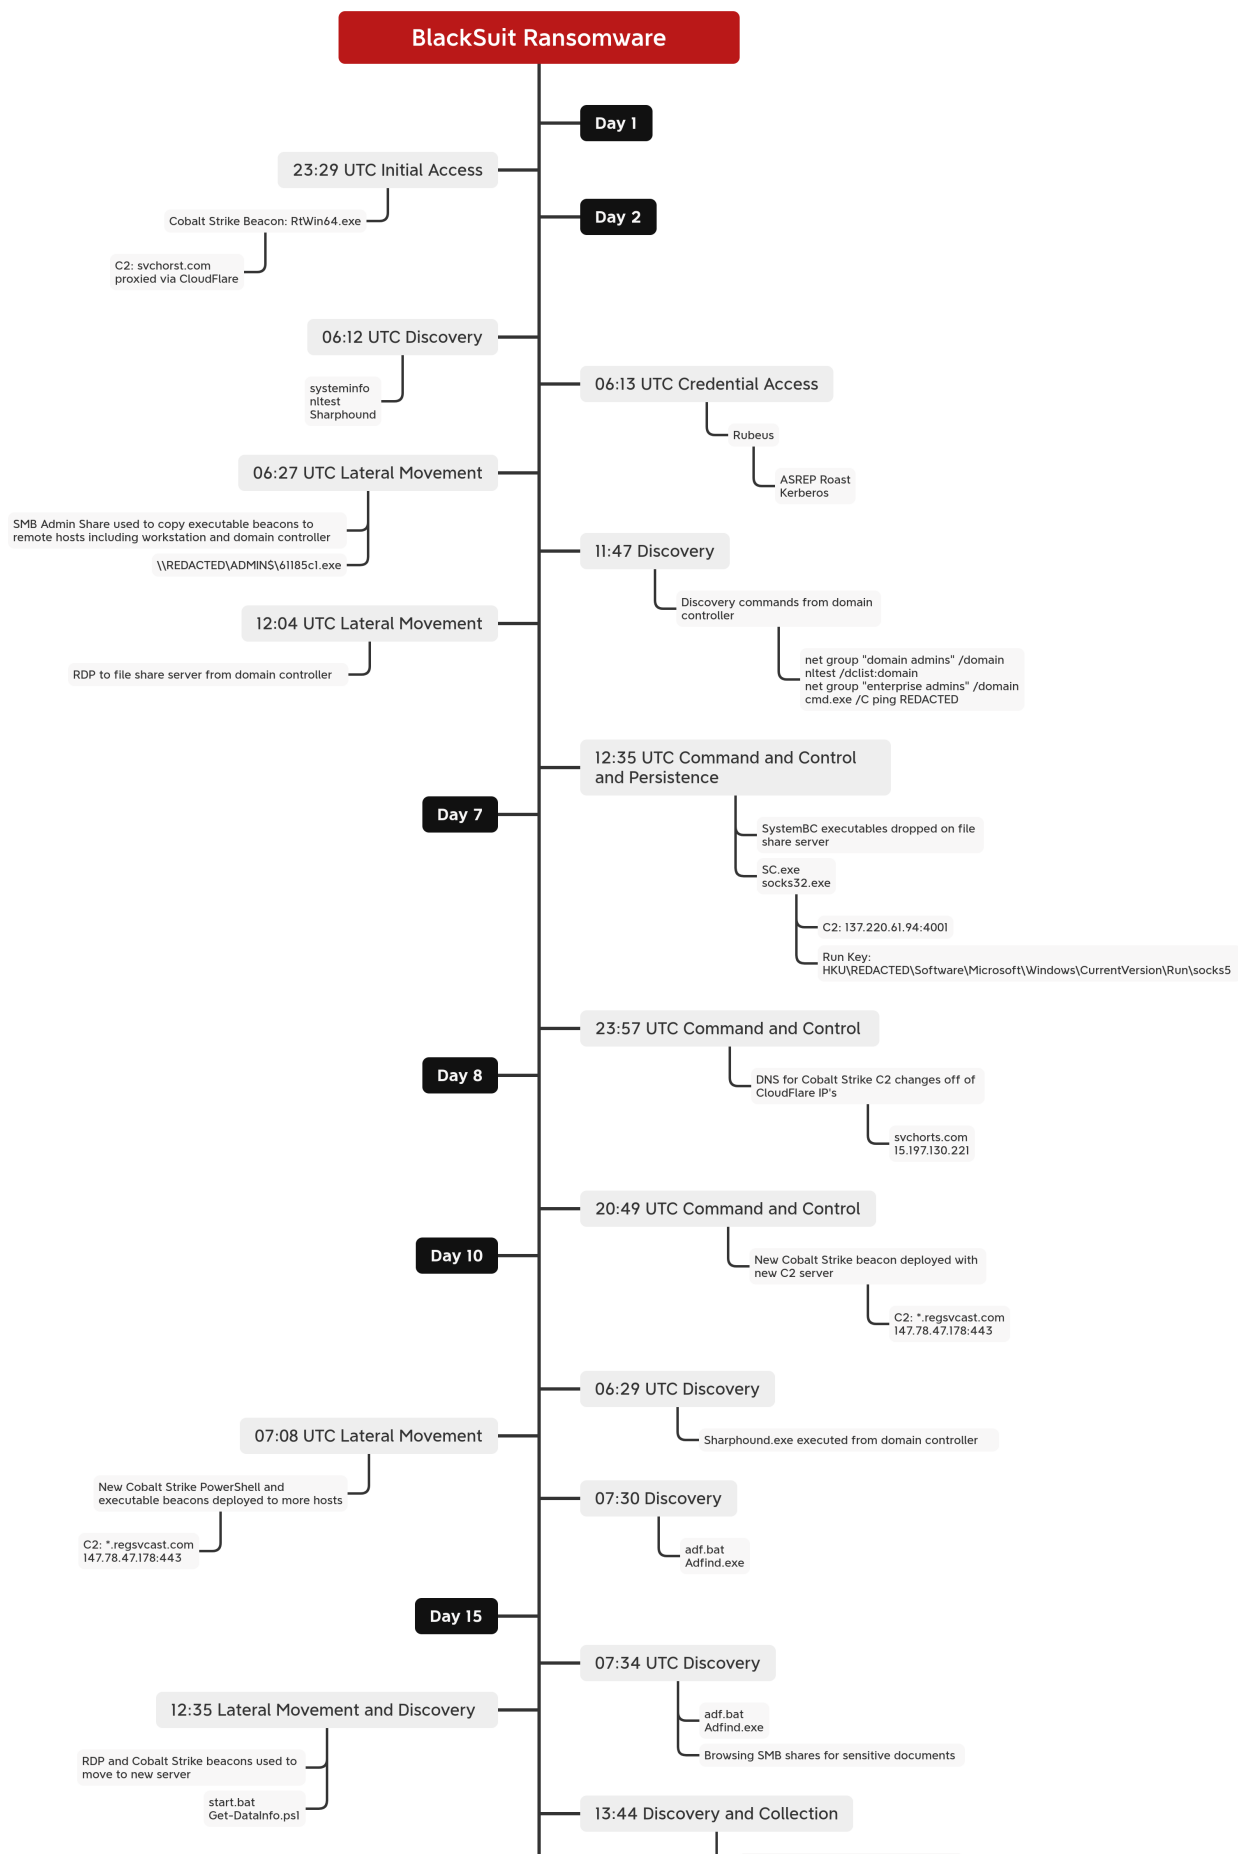 BlackSuit Ransomware
Day 1
23:29 UTC Initial Access
Cobalt Strike Beacon: RtWin64.exe
C2: svchorst.com
proxied via CloudFlare
Day 2
06:12 UTC Discovery
systeminfo
nltest
Sharphound
06:13 UTC Credential Access
Rubeus
ASREP Roast
Kerberos
06:27 UTC Lateral Movement
SMB Admin Share used to copy executable beacons to
remote hosts including workstation and domain controller
\\REDACTED\ADMIN$\61185c1.exe
11:47 Discovery
Discovery commands from domain
controller
net group "domain admins" /domain
nltest /dclist:domain
net group "enterprise admins" /domain
cmd.exe /C ping REDACTED
12:04 UTC Lateral Movement
RDP to file share server from domain controller
12:35 UTC Command and Control
and Persistence
SystemBC executables dropped on file
share server
SC.exe
socks32.exe
C2: 137.220.61.94:4001
Run Key:
HKU\REDACTED\Software\Microsoft\Windows\CurrentVersion\Run\socks5
Day 7
23:57 UTC Command and Control
DNS for Cobalt Strike C2 changes off of
CloudFlare IP's
svchorts.com
15.197.130.221
Day 8
20:49 UTC Command and Control
New Cobalt Strike beacon deployed with
new C2 server
C2: *.regsvcast.com
147.78.47.178:443
Day 10
06:29 UTC Discovery
Sharphound.exe executed from domain controller
07:08 UTC Lateral Movement
New Cobalt Strike PowerShell and
executable beacons deployed to more hosts
C2: *.regsvcast.com
147.78.47.178:443
07:30 Discovery
adf.bat
Adfind.exe
Day 15
07:34 UTC Discovery
adf.bat
Adfind.exe
Browsing SMB shares for sensitive documents
12:35 Lateral Movement and Discovery
RDP and Cobalt Strike beacons used to
move to new server
start.bat
Get-DataInfo.ps1
13:44 Discovery and Collection